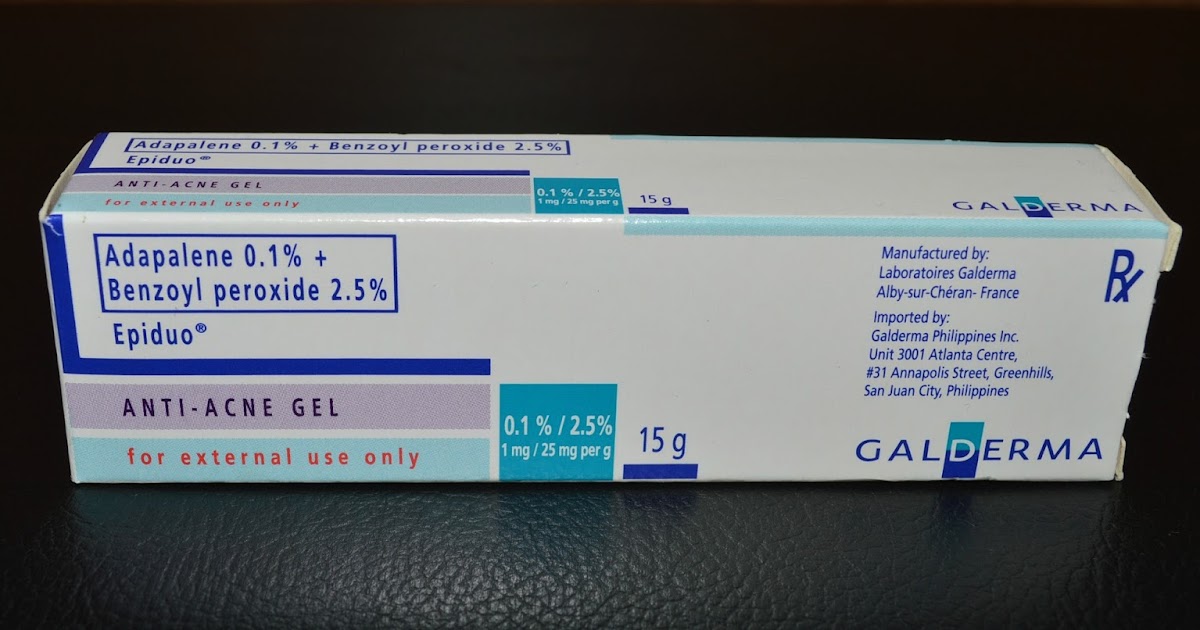 Adapalene 0.1% + Benzoyl peroxide 2.5%
Epiduo®
ANTI-ACNE GEL
for external use only
0.1 % / 2.5%
1 mg / 25 mg per g
15 g
GALDERMA
Adapalene 0.1% +
Benzoyl peroxide 2.5%
Epiduo®
ANTI-ACNE GEL
for external use only
0.1 % / 2.5%
1 mg / 25 mg per g
15 g
Manufactured by:
Laboratoires Galderma
Alby-sur-Chéran- France
Imported by:
Galderma Philippines Inc.
Unit 3001 Atlanta Centre,
#31 Annapolis Street, Greenhills,
San Juan City, Philippines
Rx
GALDERMA